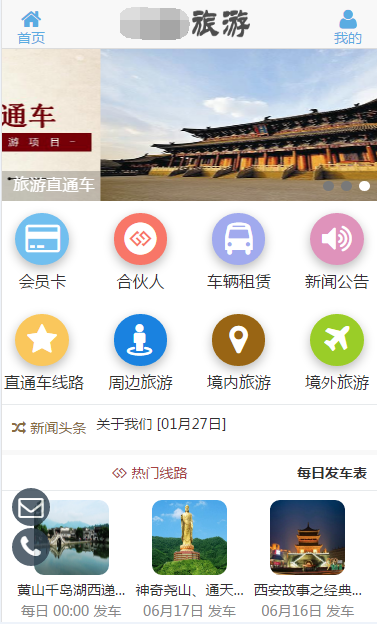 旅游
首页
我的
通车
游 项 目 -
旅游直通车
会员卡
合伙人
车辆租赁
新闻公告
直通车线路
周边旅游
境内旅游
境外旅游
新闻头条
关于我们 [01月27日]
热门线路
每日发车表
黄山千岛湖西递...
神奇尧山、通天...
西安故事之经典...
每日 00:00 发车
06月17日 发车
06月16日 发车